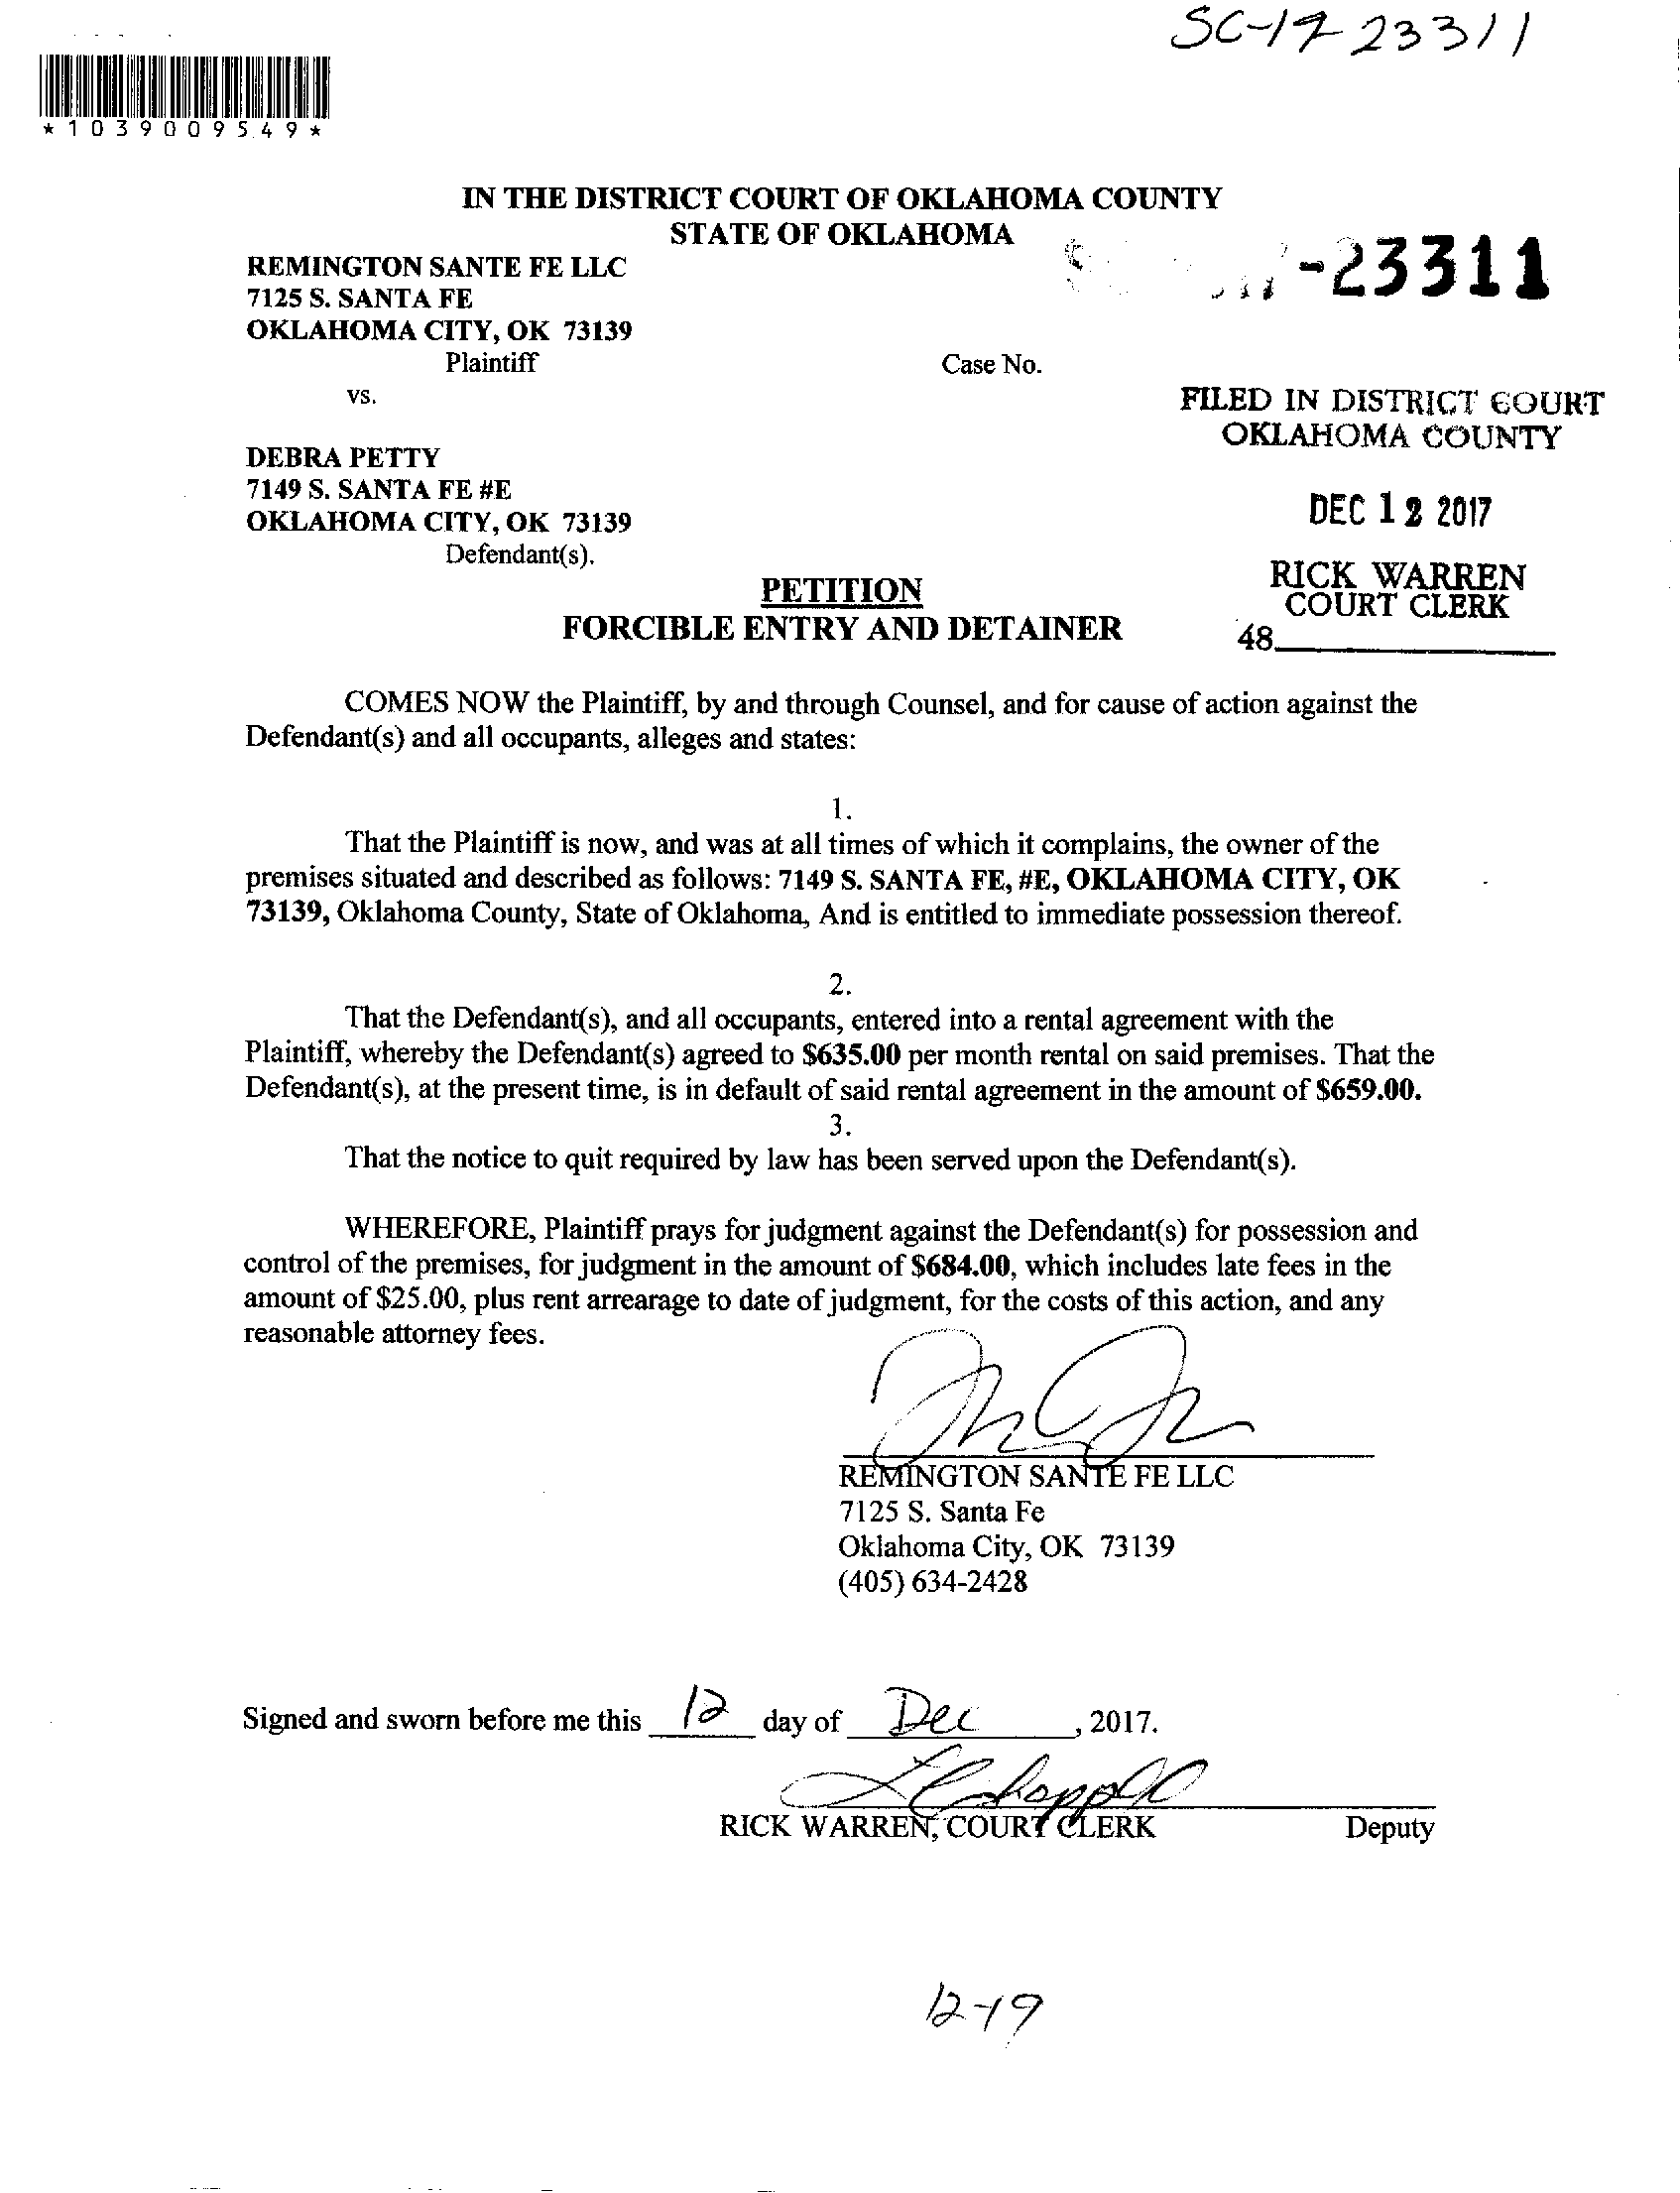 SC-17-23311
*1039009549*
IN THE DISTRICT COURT OF OKLAHOMA COUNTY
STATE OF OKLAHOMA
REMINGTON SANTE FE LLC
7125 S. SANTA FE
OKLAHOMA CITY, OK 73139
-23311
Plaintiff
Case No.
vs.
FILED IN DISTRICT COURT
OKLAHOMA COUNTY
DEBRA PETTY
7149 S. SANTA FE #E
OKLAHOMA CITY, OK 73139
Defendant(s).
DEC 12 2017
PETITION
FORCIBLE ENTRY AND DETAINER
RICK WARREN
COURT CLERK
48
COMES NOW the Plaintiff, by and through Counsel, and for cause of action against the
Defendant(s) and all occupants, alleges and states:
1.
That the Plaintiff is now, and was at all times of which it complains, the owner of the
premises situated and described as follows: 7149 S. SANTA FE, #E, OKLAHOMA CITY, OK
73139, Oklahoma County, State of Oklahoma, And is entitled to immediate possession thereof.
2.
That the Defendant(s), and all occupants, entered into a rental agreement with the
Plaintiff, whereby the Defendant(s) agreed to $635.00 per month rental on said premises. That the
Defendant(s), at the present time, is in default of said rental agreement in the amount of $659.00.
3.
That the notice to quit required by law has been served upon the Defendant(s).
WHEREFORE, Plaintiff prays for judgment against the Defendant(s) for possession and
control of the premises, for judgment in the amount of $684.00, which includes late fees in the
amount of $25.00, plus rent arrearage to date of judgment, for the costs of this action, and any
reasonable attorney fees.
REMINGTON SANTE FE LLC
7125 S. Santa Fe
Oklahoma City, OK 73139
(405) 634-2428
Signed and sworn before me this 12 day of Dec, 2017.
RICK WARREN, COURT CLERK Deputy
12-19